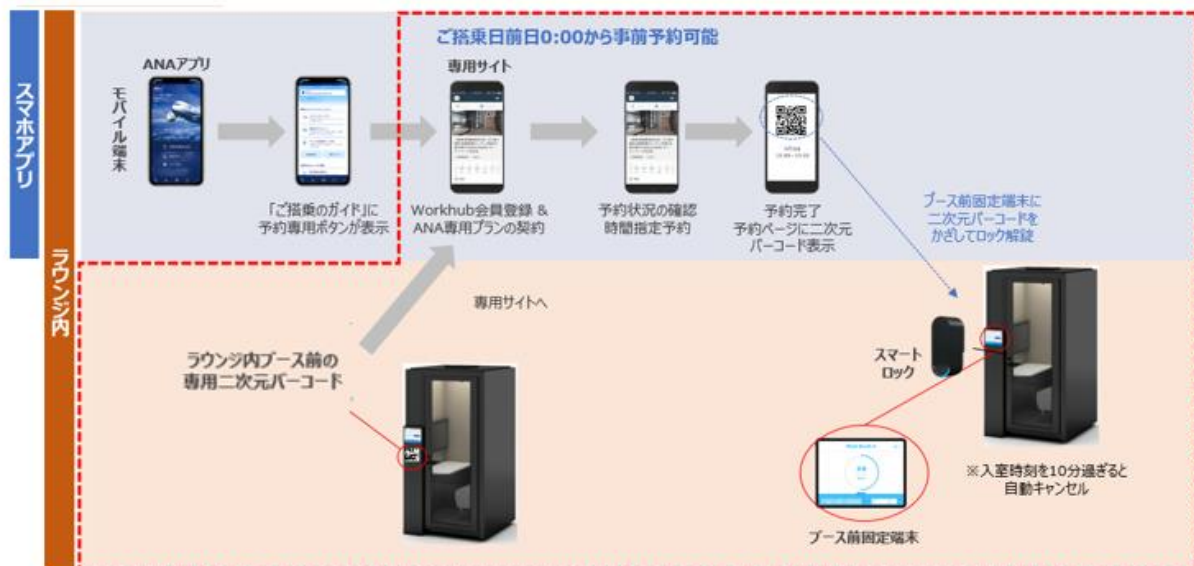 スマホアプリ
ラウンジ内
ご搭乗日前日0:00から事前予約可能
モバイル端末
ANAアプリ
専用サイト
「ご搭乗のガイド」に
予約専用ボタンが表示
Workhub会員登録 &
ANA専用プランの契約
予約状況の確認
時間指定予約
予約完了
予約ページに二次元
バーコード表示
ブース前固定端末に
二次元バーコードを
かざしてロック解錠
専用サイトへ
ラウンジ内ブース前の
専用二次元バーコード
スマート
ロック
ブース前固定端末
※入室時刻を10分過ぎると
自動キャンセル